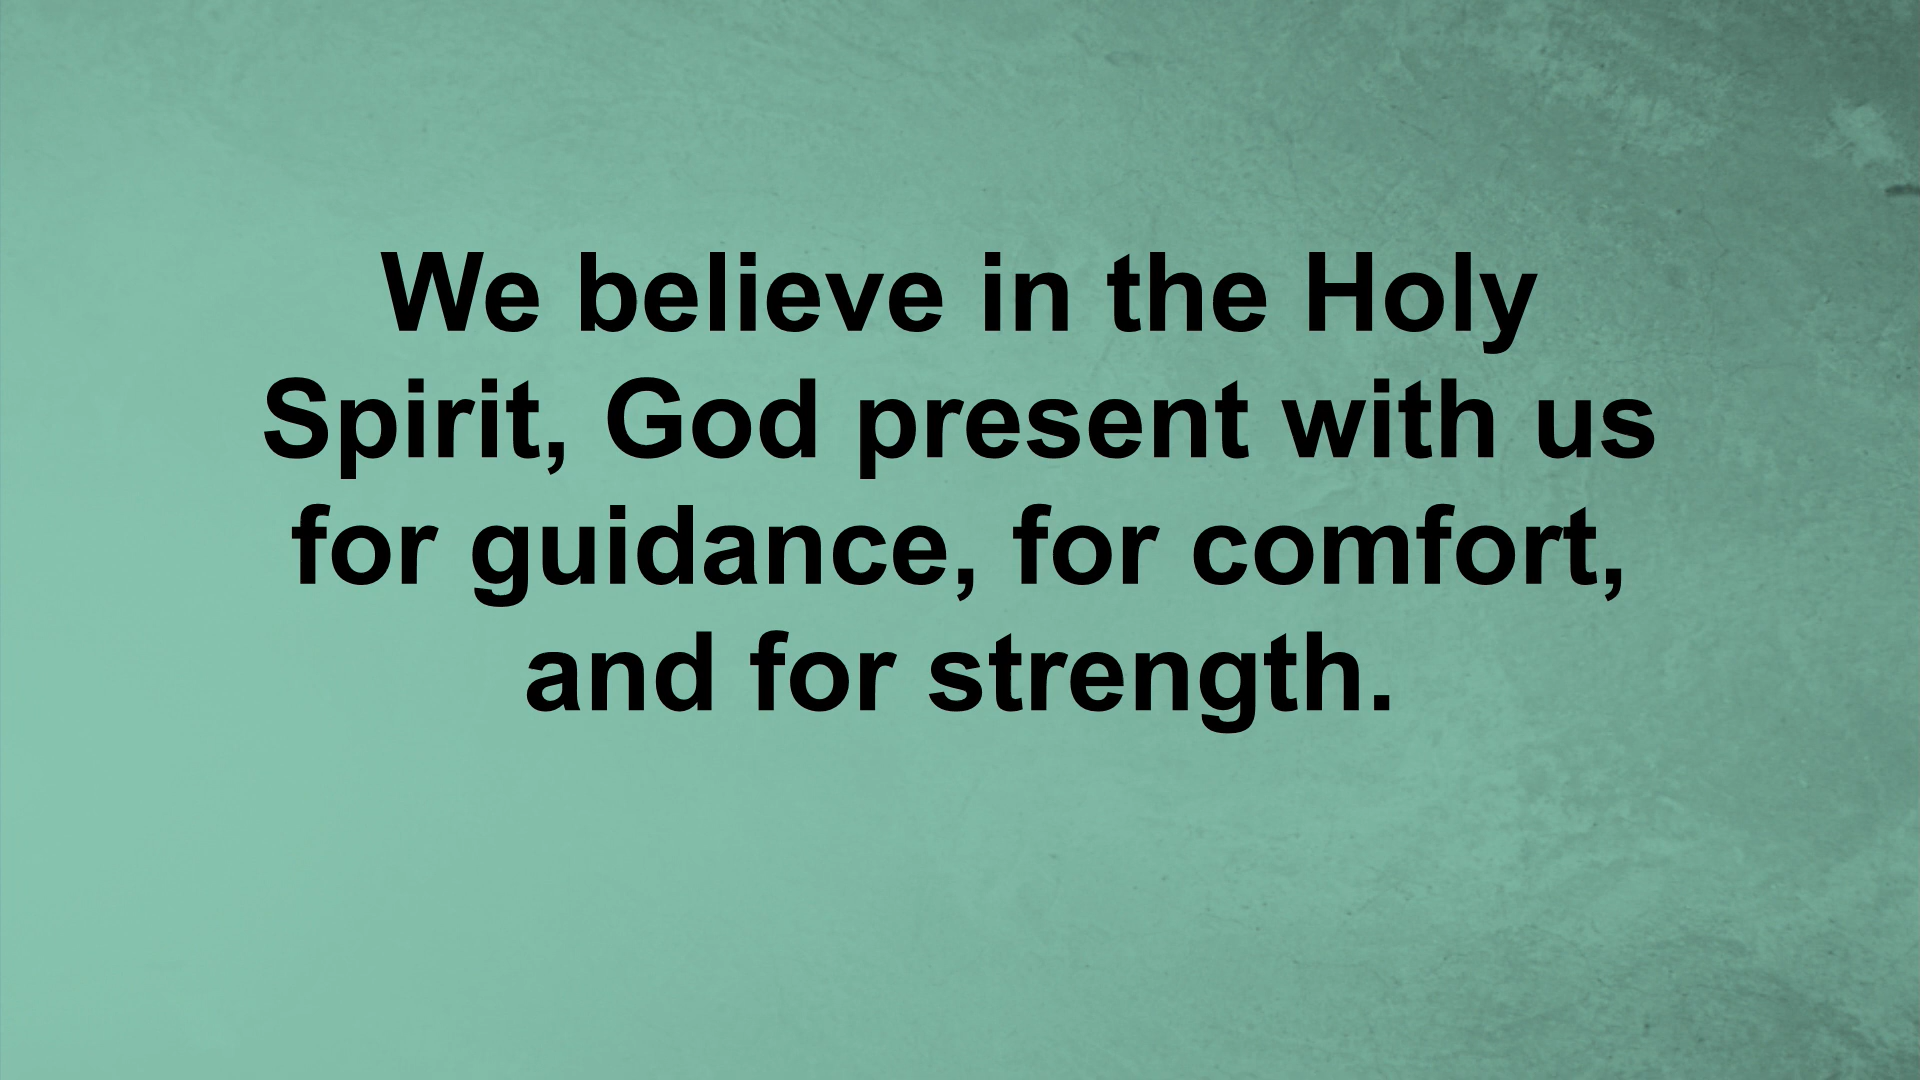 We believe in the Holy
Spirit, God present with us
for guidance, for comfort,
and for strength.